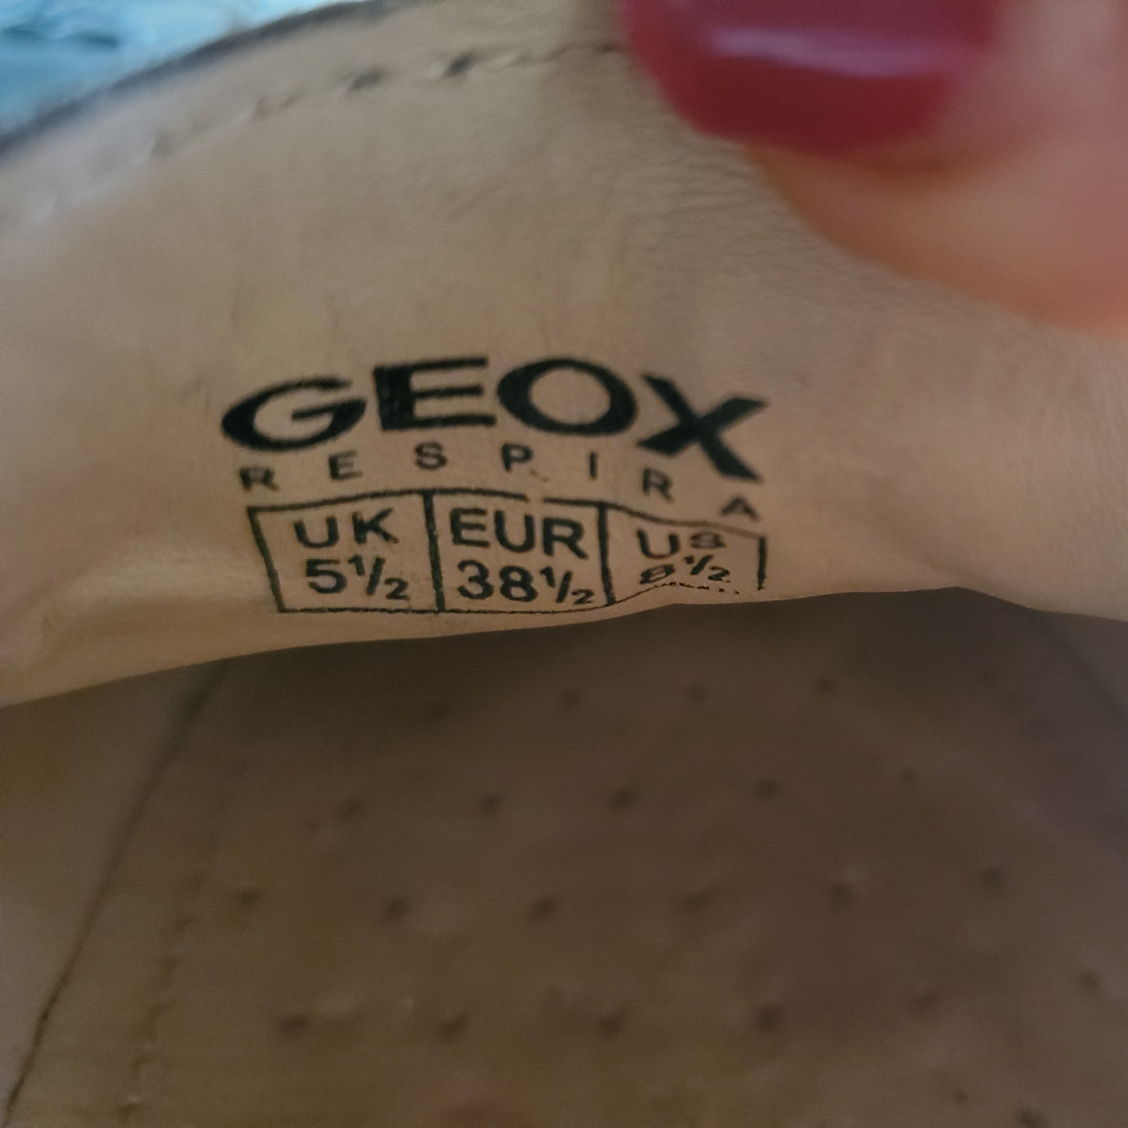 GEOX
RESPIRA
UK EUR US
5½ 38½ 8½